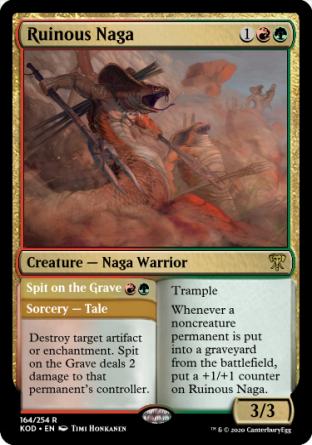 Ruinous Naga 1
Creature — Naga Warrior
Spit on the Grave
Sorcery — Tale
Destroy target artifact
or enchantment. Spit
on the Grave deals 2
damage to that
permanent's controller.
Trample
Whenever a
noncreature
permanent is put
into a graveyard
from the battlefield,
put a +1/+1 counter
on Ruinous Naga.
3/3
164/254 R
KOD • EN TIMI HONKANEN
™ & © 2020 CanterburyEgg